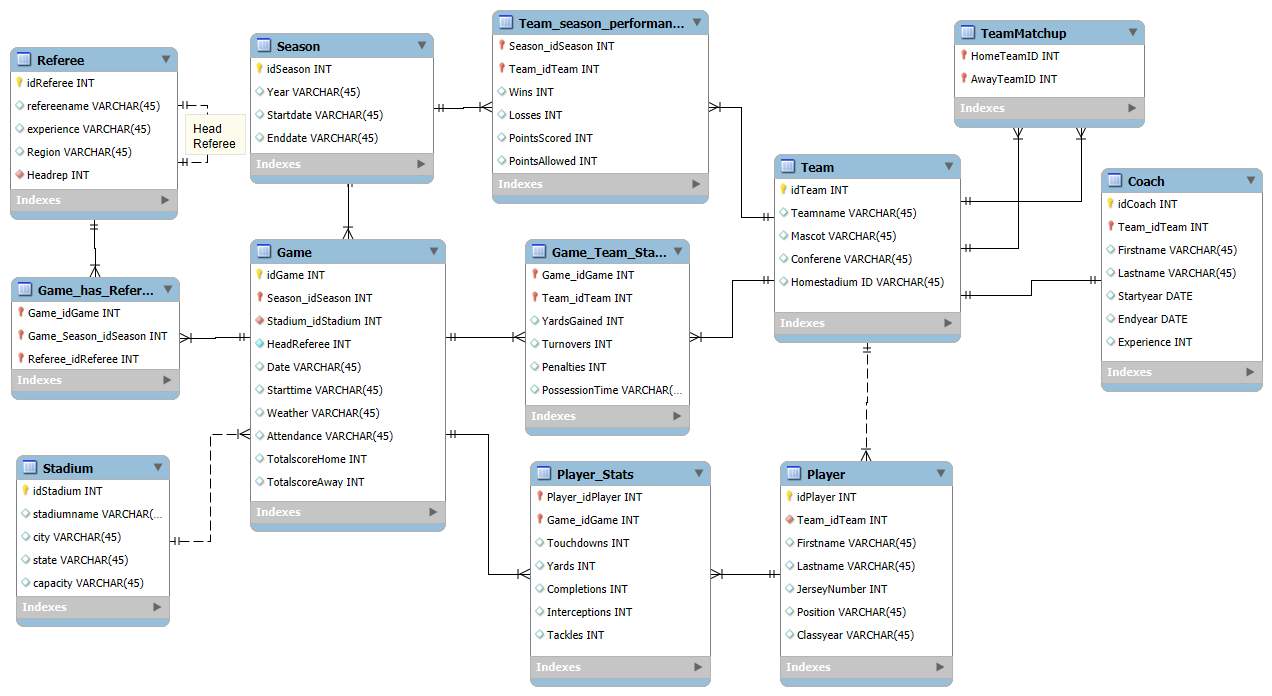 Referee
idReferee INT
refereename VARCHAR(45)
experience VARCHAR(45)
Region VARCHAR(45)
Headrep INT
Indexes
Head
Referee
Season
idSeason INT
Year VARCHAR(45)
Startdate VARCHAR(45)
Enddate VARCHAR(45)
Indexes
Team_season_performan...
Season_idSeason INT
Team_idTeam INT
Wins INT
Losses INT
PointsScored INT
PointsAllowed INT
Indexes
TeamMatchup
HomeTeamID INT
AwayTeamID INT
Indexes
Team
idTeam INT
Teamname VARCHAR(45)
Mascot VARCHAR(45)
Conferene VARCHAR(45)
Homestadium ID VARCHAR(45)
Indexes
Coach
idCoach INT
Team_idTeam INT
Firstname VARCHAR(45)
Lastname VARCHAR(45)
Startyear DATE
Endyear DATE
Experience INT
Indexes
Game_has_Refer...
Game_idGame INT
Game_Season_idSeason INT
Referee_idReferee INT
Indexes
Game
idGame INT
Season_idSeason INT
Stadium_idStadium INT
HeadReferee INT
Date VARCHAR(45)
Starttime VARCHAR(45)
Weather VARCHAR(45)
Attendance VARCHAR(45)
TotalscoreHome INT
TotalscoreAway INT
Indexes
Game_Team_Sta...
Game_idGame INT
Team_idTeam INT
YardsGained INT
Turnovers INT
Penalties INT
PossessionTime VARCHAR(...
Indexes
Stadium
idStadium INT
stadiumname VARCHAR(...
city VARCHAR(45)
state VARCHAR(45)
capacity VARCHAR(45)
Indexes
Player_Stats
Player_idPlayer INT
Game_idGame INT
Touchdowns INT
Yards INT
Completions INT
Interceptions INT
Tackles INT
Indexes
Player
idPlayer INT
Team_idTeam INT
Firstname VARCHAR(45)
Lastname VARCHAR(45)
JerseyNumber INT
Position VARCHAR(45)
Classyear VARCHAR(45)
Indexes